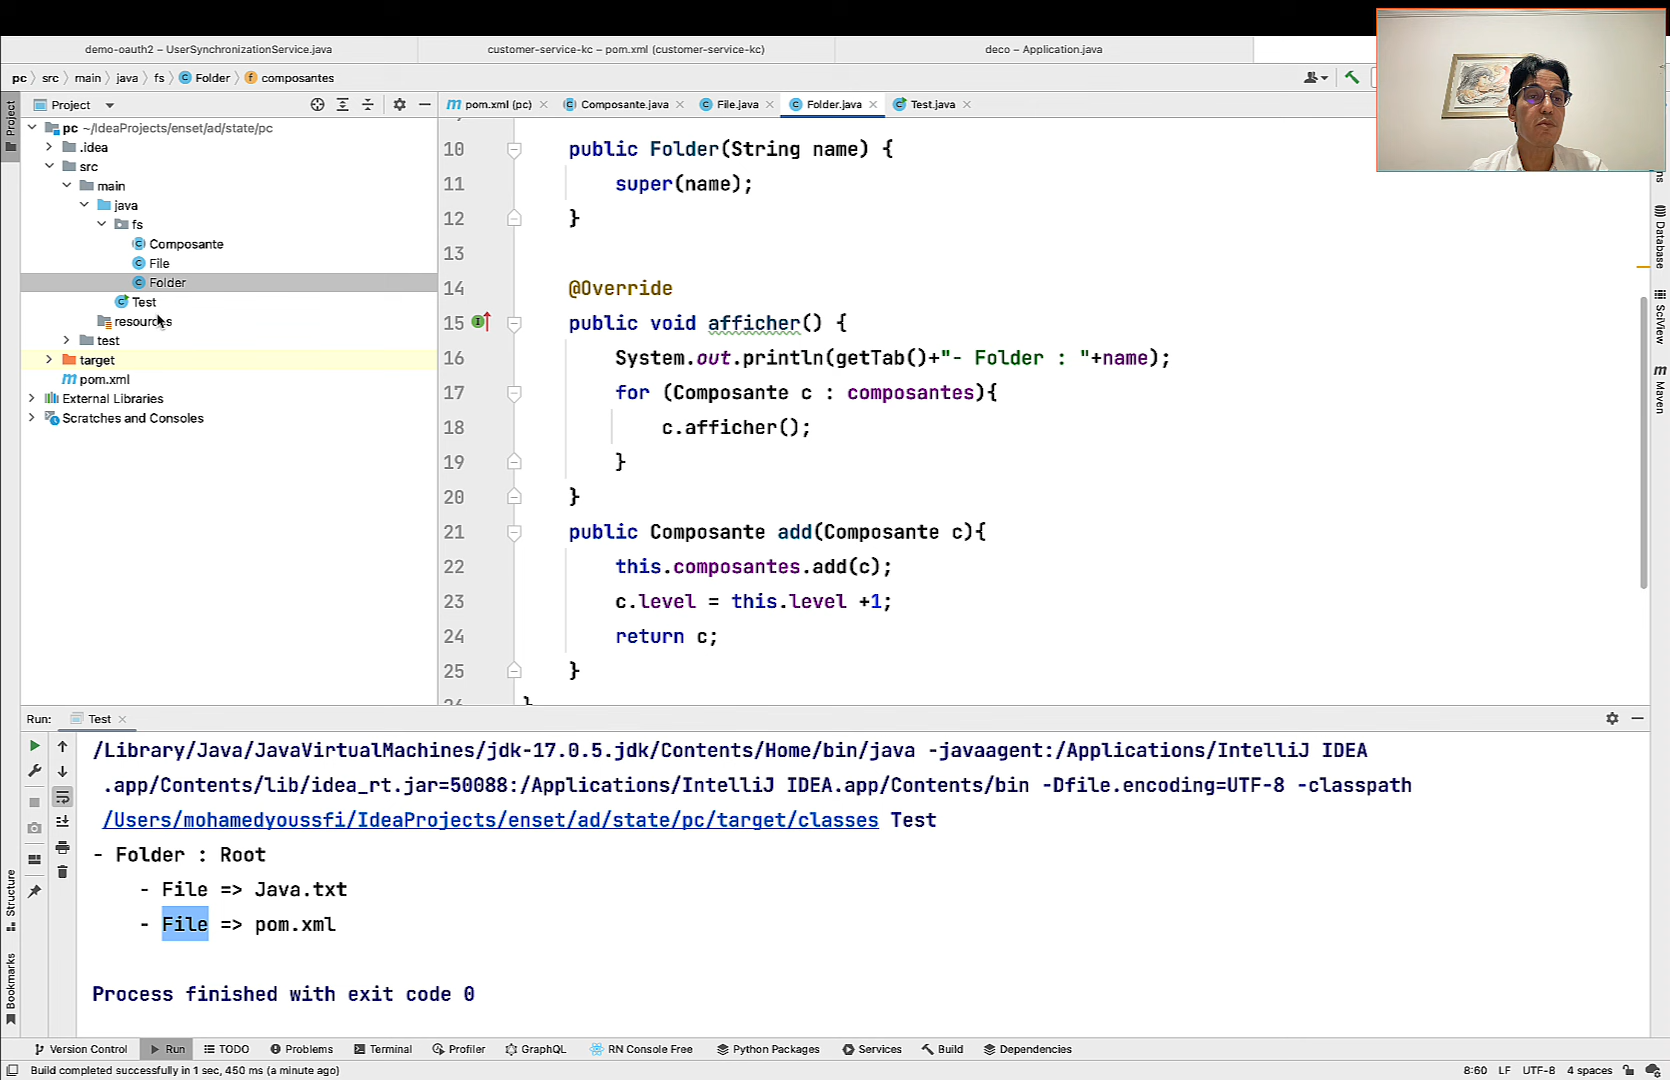 demo-oauth2 – UserSynchronizationService.java
customer-service-kc – pom.xml (customer-service-kc)
deco – Application.java
pc 〉 src 〉 main 〉 java 〉 fs 〉 Folder 〉 composantes
Project
Project
pom.xml (pc)
Composante.java
File.java
Folder.java
Test.java
pc ~/IdeaProjects/enset/ad/state/pc
.idea
src
main
java
fs
Composante
File
Folder
Test
resources
test
target
pom.xml
External Libraries
Scratches and Consoles
10 public Folder(String name) {
11 super(name);
12 }
13
14 @Override
15 public void afficher() {
16 System.out.println(getTab()+"- Folder : "+name);
17 for (Composante c : composantes){
18 c.afficher();
19 }
20 }
21 public Composante add(Composante c){
22 this.composantes.add(c);
23 c.level = this.level +1;
24 return c;
25 }
Database
SciView
Maven
Run: Test
/Library/Java/JavaVirtualMachines/jdk-17.0.5.jdk/Contents/Home/bin/java -javaagent:/Applications/IntelliJ IDEA
.app/Contents/lib/idea_rt.jar=50088:/Applications/IntelliJ IDEA.app/Contents/bin -Dfile.encoding=UTF-8 -classpath
/Users/mohamedyoussfi/IdeaProjects/enset/ad/state/pc/target/classes Test
- Folder : Root
- File => Java.txt
- File => pom.xml
Process finished with exit code 0
Structure
Bookmarks
Version Control
Run
TODO
Problems
Terminal
Profiler
GraphQL
RN Console Free
Python Packages
Services
Build
Dependencies
Build completed successfully in 1 sec, 450 ms (a minute ago)
8:60 LF UTF-8 4 spaces